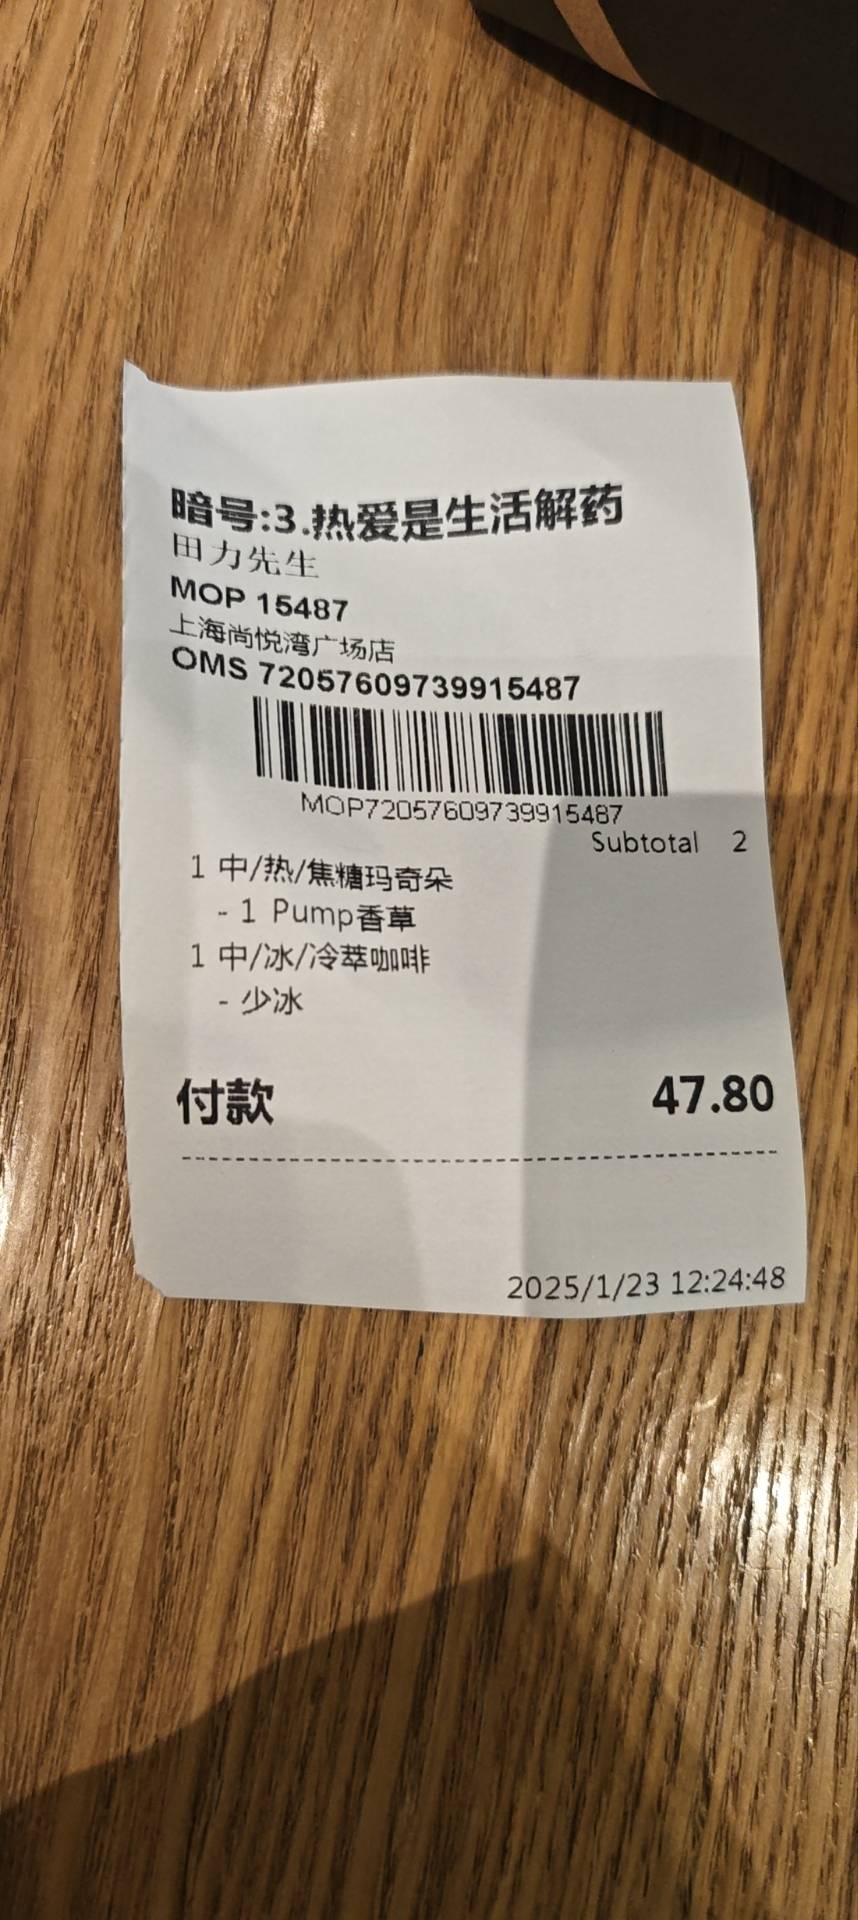 暗号:3.热爱是生活解药
田力先生
MOP 15487
上海尚悦湾广场店
OMS 72057609739915487
MOP72057609739915487
Subtotal 2
1 中/热/焦糖玛奇朵
- 1 Pump香草
1 中/冰/冷萃咖啡
- 少冰
付款 47.80
2025/1/23 12:24:48